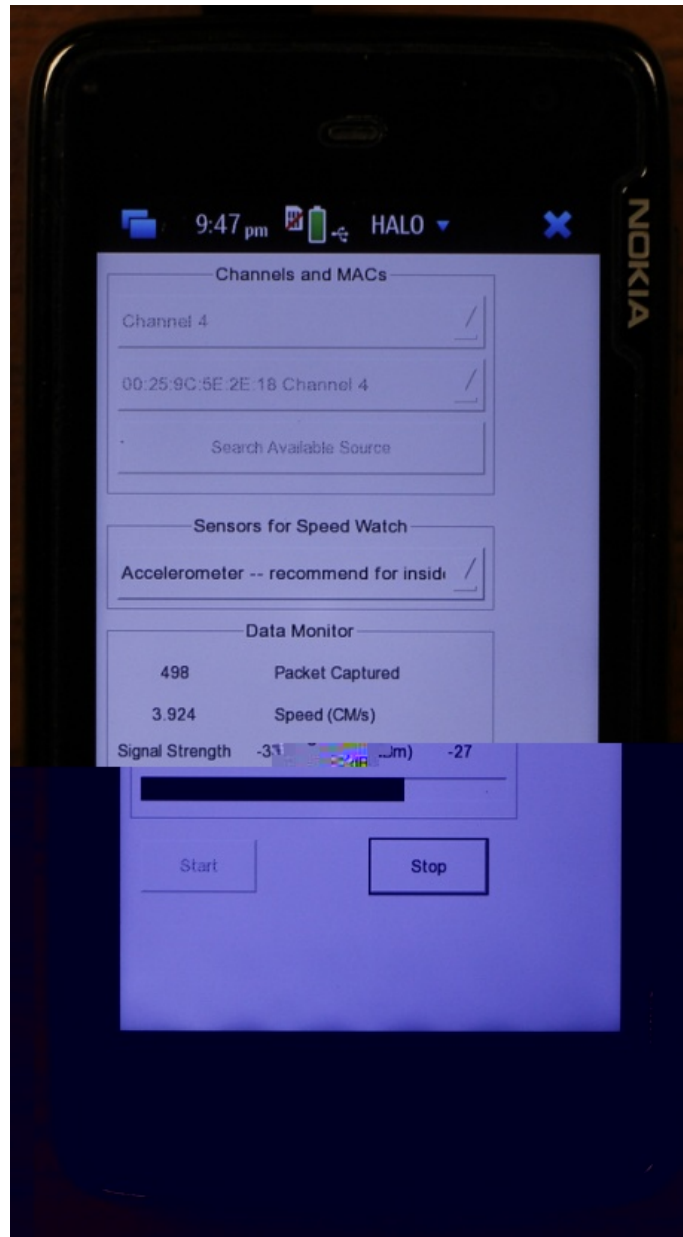 9:47 pm HALO
NOKIA
Channels and MACs
Channel 4
00:25:9C:5E:2E:18 Channel 4
Search Available Source
Sensors for Speed Watch
Accelerometer -- recommend for inside
Data Monitor
498 Packet Captured
3.924 Speed (CM/s)
Signal Strength -27
Start Stop